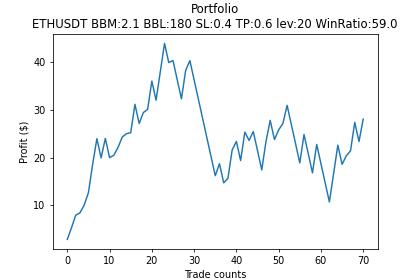 Portfolio
ETHUSDT BBM:2.1 BBL:180 SL:0.4 TP:0.6 lev:20 WinRatio:59.0
Profit ($)
40
30
20
10
0 10 20 30 40 50 60 70
Trade counts